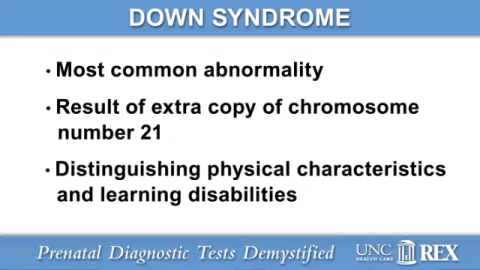 DOWN SYNDROME
• Most common abnormality
• Result of extra copy of chromosome
number 21
• Distinguishing physical characteristics
and learning disabilities
Prenatal Diagnostic Tests Demystified
UNC REX
HEALTH CARE